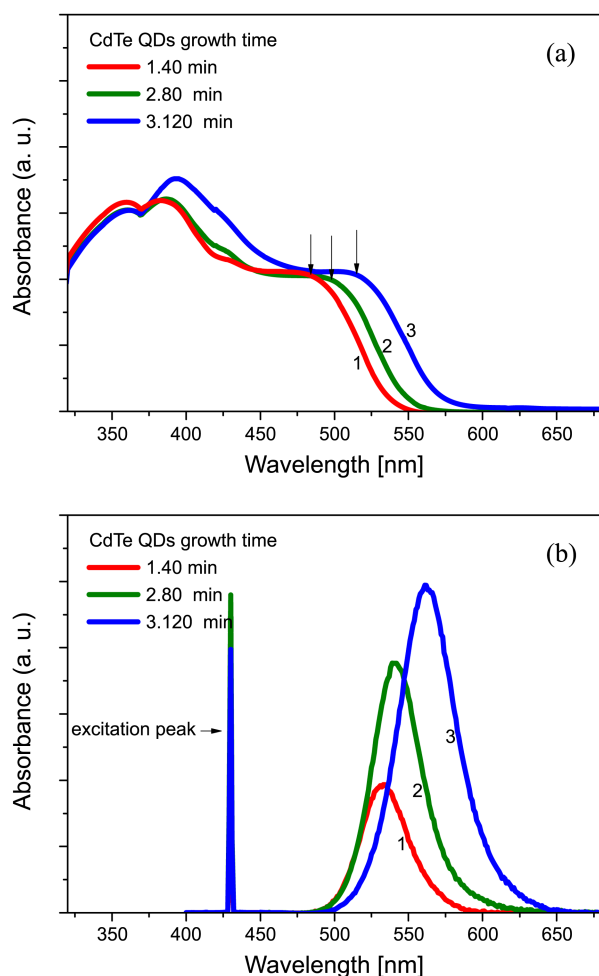 CdTe QDs growth time
(a)
1.40 min
2.80 min
3.120 min
Absorbance (a. u.)
1 2 3
350 400 450 500 550 600 650
Wavelength [nm]
CdTe QDs growth time
(b)
1.40 min
2.80 min
3.120 min
Absorbance (a. u.)
excitation peak
3
2
1
350 400 450 500 550 600 650
Wavelength [nm]